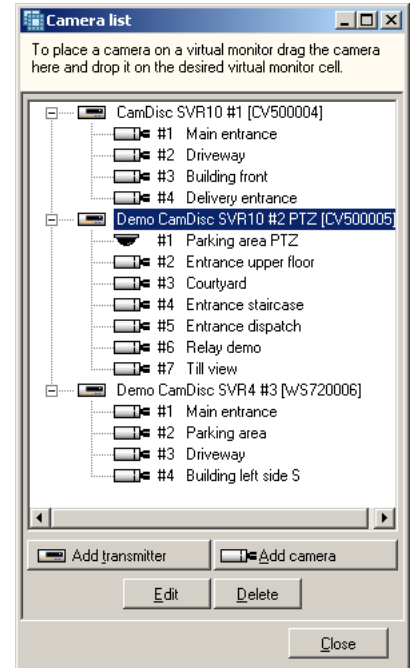 Camera list
To place a camera on a virtual monitor drag the camera
here and drop it on the desired virtual monitor cell.
CamDisc SVR10 #1 [CV500004]
#1 Main entrance
#2 Driveway
#3 Building front
#4 Delivery entrance
Demo CamDisc SVR10 #2 PTZ [CV500005]
#1 Parking area PTZ
#2 Entrance upper floor
#3 Courtyard
#4 Entrance staircase
#5 Entrance dispatch
#6 Relay demo
#7 Till view
Demo CamDisc SVR4 #3 [WS720006]
#1 Main entrance
#2 Parking area
#3 Driveway
#4 Building left side S
Add transmitter Add camera
Edit Delete
Close